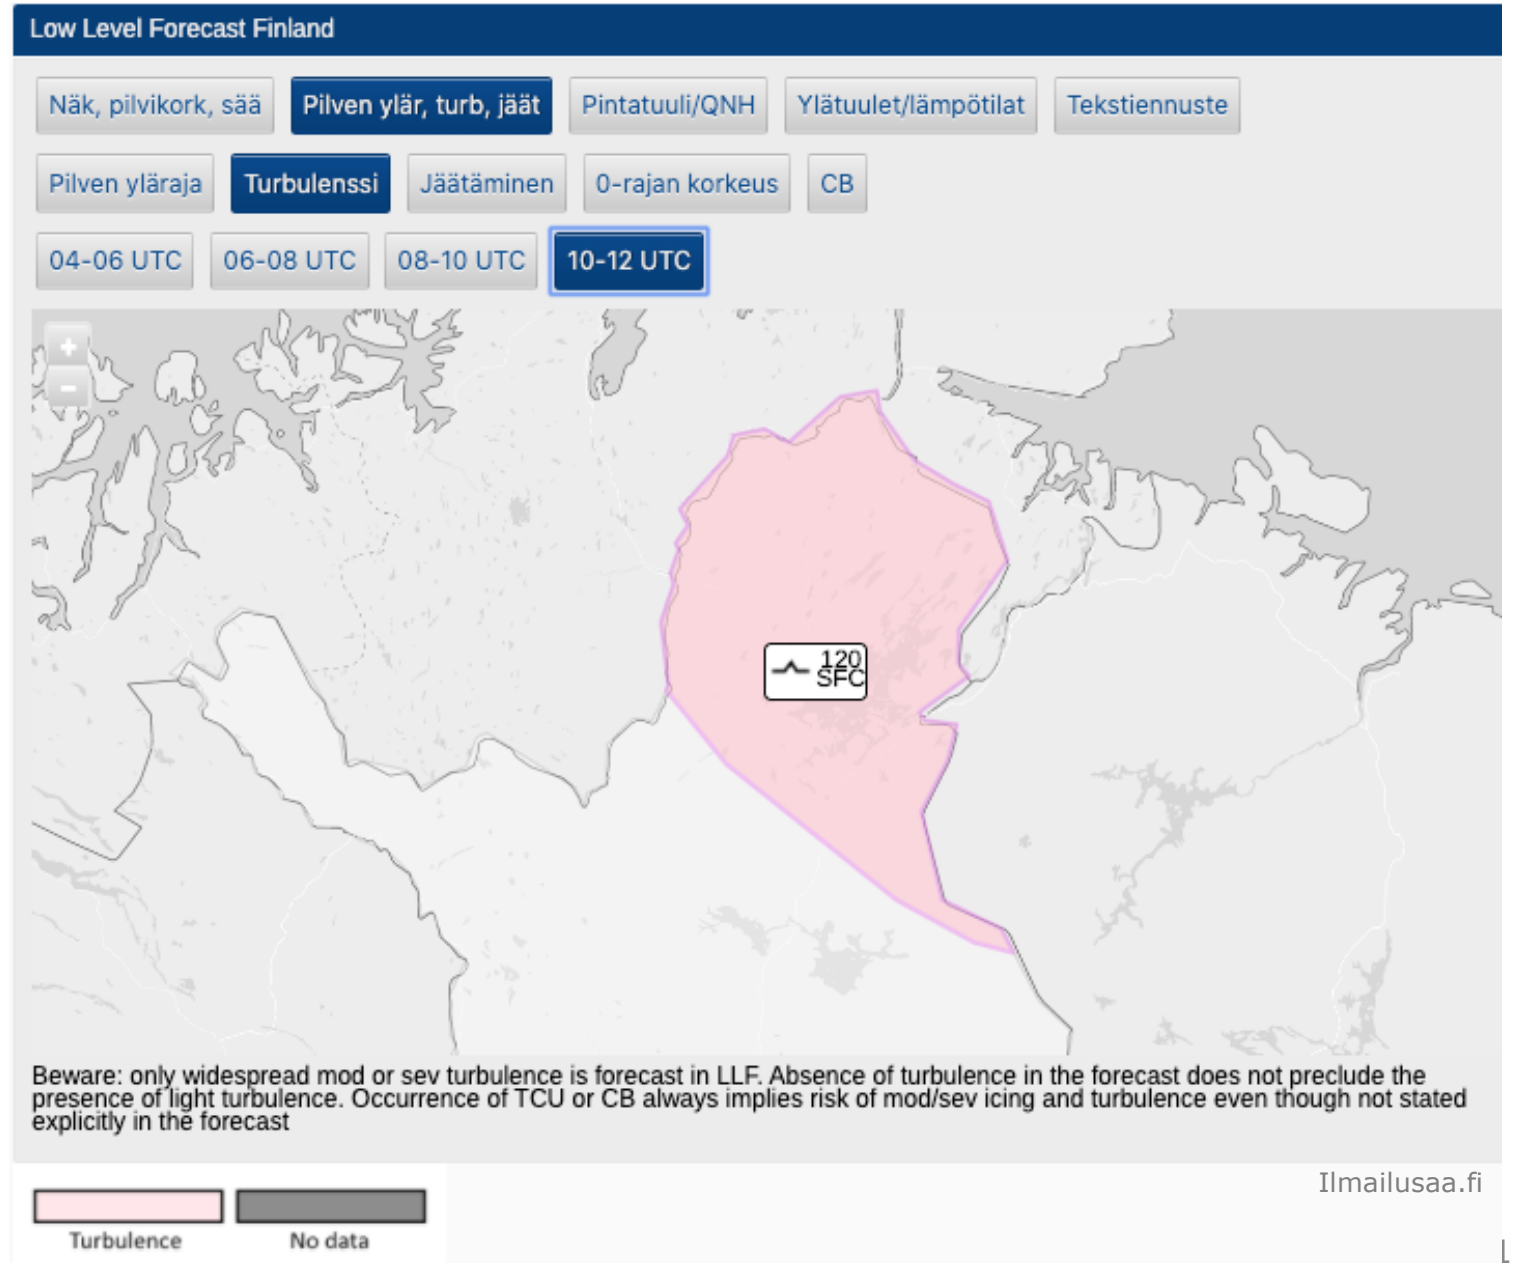 Low Level Forecast Finland
Näk, pilvikork, sää Pilven ylär, turb, jäät Pintatuuli/QNH Ylätuulet/lämpötilat Tekstiennuste
Pilven yläraja Turbulenssi Jäätäminen 0-rajan korkeus CB
04-06 UTC 06-08 UTC 08-10 UTC 10-12 UTC
+
−
120
SFC
Beware: only widespread mod or sev turbulence is forecast in LLF. Absence of turbulence in the forecast does not preclude the
presence of light turbulence. Occurrence of TCU or CB always implies risk of mod/sev icing and turbulence even though not stated
explicitly in the forecast
Ilmailusaa.fi
Turbulence No data